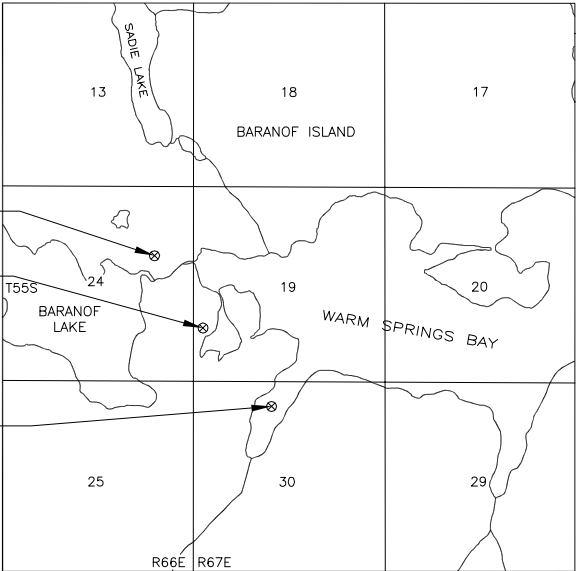 SADIE LAKE
13
18
17
BARANOF ISLAND
24
T55S
19
20
BARANOF
LAKE
WARM SPRINGS BAY
25
30
29
R66E
R67E